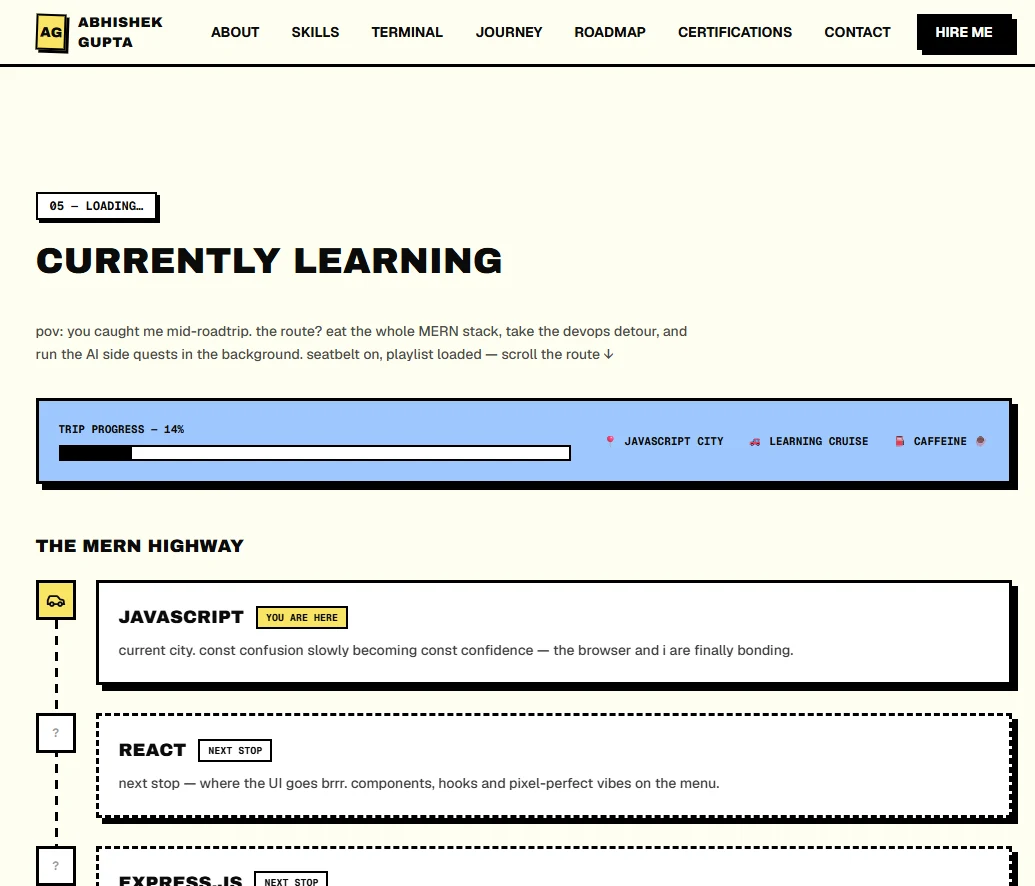 AG
ABHISHEK
GUPTA
ABOUT
SKILLS
TERMINAL
JOURNEY
ROADMAP
CERTIFICATIONS
CONTACT
HIRE ME
05 — LOADING…
CURRENTLY LEARNING
pov: you caught me mid-roadtrip. the route? eat the whole MERN stack, take the devops detour, and
run the AI side quests in the background. seatbelt on, playlist loaded — scroll the route ↓
TRIP PROGRESS — 14%
JAVASCRIPT CITY
LEARNING CRUISE
CAFFEINE
THE MERN HIGHWAY
JAVASCRIPT
YOU ARE HERE
current city. const confusion slowly becoming const confidence — the browser and i are finally bonding.
?
REACT
NEXT STOP
next stop — where the UI goes brrr. components, hooks and pixel-perfect vibes on the menu.
?
EXPRESS.JS
NEXT STOP